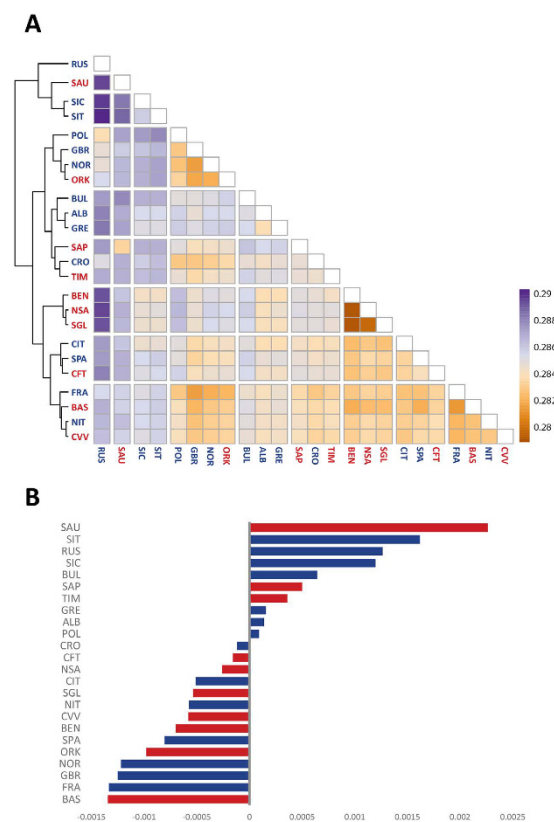 A
RUS
SAU
SIC
SIT
POL
GBR
NOR
ORK
BUL
ALB
GRE
SAP
CRO
TIM
BEN
NSA
SGL
CIT
SPA
CFT
FRA
BAS
NIT
CVV
RUS SAU SIC SIT POL GBR NOR ORK BUL ALB GRE SAP CRO TIM BEN NSA SGL CIT SPA CFT FRA BAS NIT CVV
0.29
0.288
0.286
0.284
0.282
B
SAU
SIT
RUS
SIC
BUL
SAP
TIM
GRE
ALB
POL
CRO
CFT
NSA
CIT
SGL
NIT
CVV
BEN
SPA
ORK
NOR
GBR
FRA
BAS
-0.0015 -0.001 -0.0005 0 0.0005 0.001 0.0015 0.002 0.0025